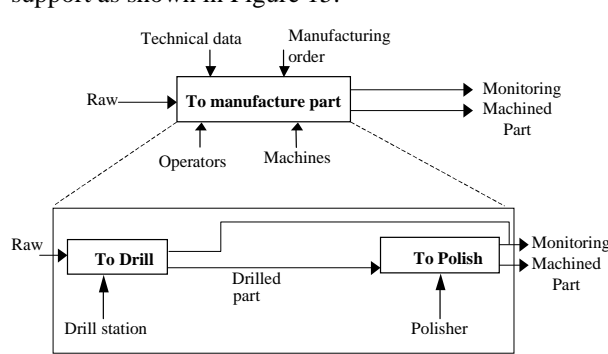 support as shown in Figure 15.
Technical data
Manufacturing
order
Raw
To manufacture part
Monitoring
Machined
Part
Operators
Machines
Raw
To Drill
To Polish
Monitoring
Machined
Part
Drilled
part
Drill station
Polisher